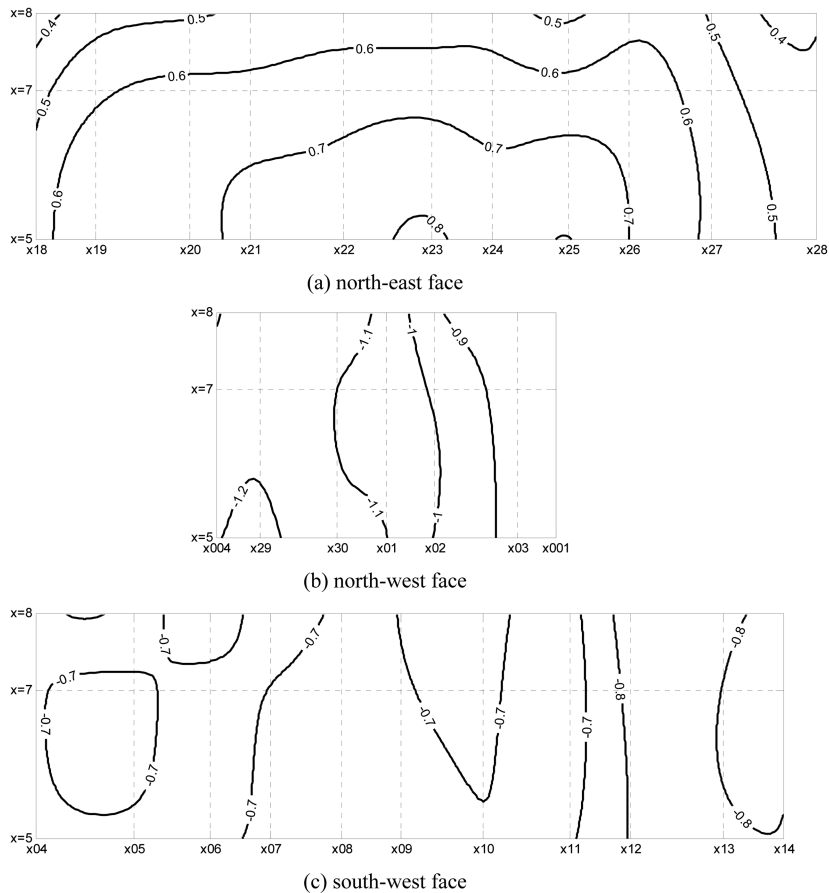 x=8
0.4
0.5
0.5
0.5
0.4
0.6
0.6
0.6
x=7
0.5
0.6
0.7
0.7
0.6
0.8
0.7
0.5
x=5
x18 x19 x20 x21 x22 x23 x24 x25 x26 x27 x28
(a) north-east face
x=8
-1.1
-1
-0.9
x=7
-1.2
-1.1
-1
x=5
x004 x29 x30 x01 x02 x03 x001
(b) north-west face
x=8
-0.7
-0.7
-0.8
-0.7
x=7
-0.8
-0.7
-0.7
-0.7
-0.7
-0.7
-0.7
-0.8
x=5
x04 x05 x06 x07 x08 x09 x10 x11 x12 x13 x14
(c) south-west face